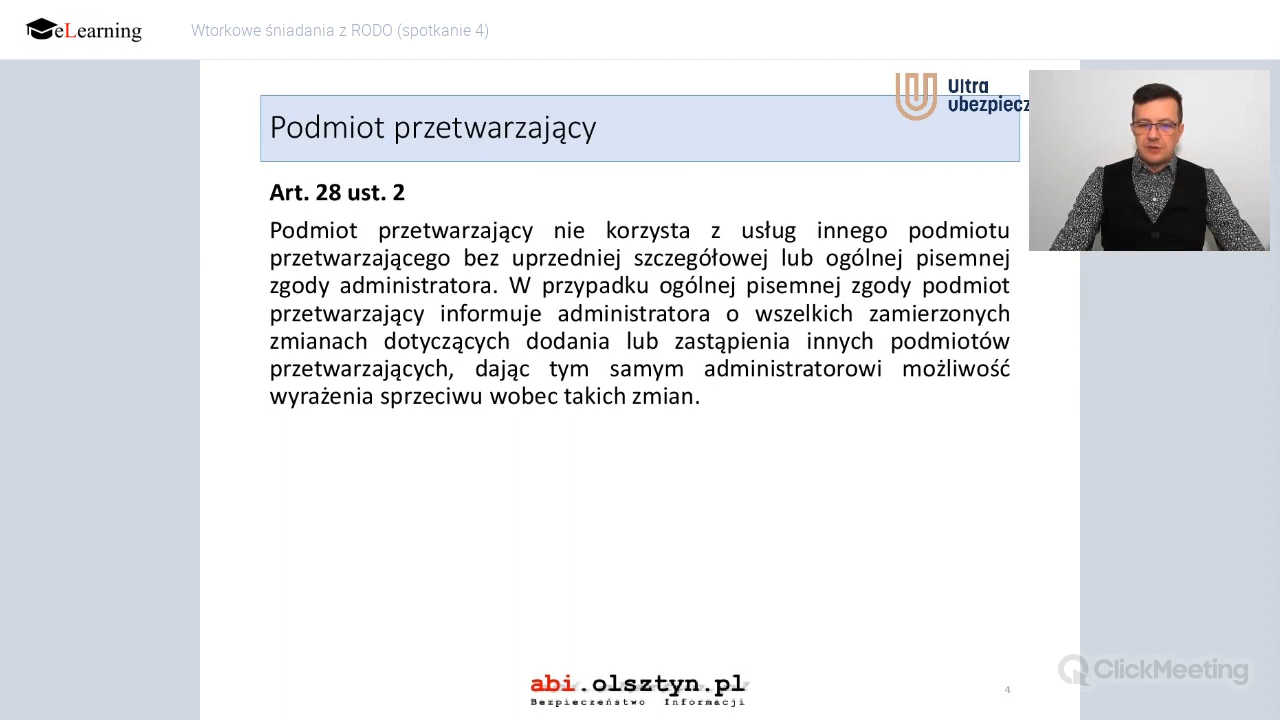 eLearning
Wtorkowe śniadania z RODO (spotkanie 4)
Ultra
ubezpiecz
Podmiot przetwarzający
Art. 28 ust. 2
Podmiot przetwarzający nie korzysta z usług innego podmiotu
przetwarzającego bez uprzedniej szczegółowej lub ogólnej pisemnej
zgody administratora. W przypadku ogólnej pisemnej zgody podmiot
przetwarzający informuje administratora o wszelkich zamierzonych
zmianach dotyczących dodania lub zastąpienia innych podmiotów
przetwarzających, dając tym samym administratorowi możliwość
wyrażenia sprzeciwu wobec takich zmian.
abi.olsztyn.pl
Bezpieczeństwo Informacji
4
ClickMeeting